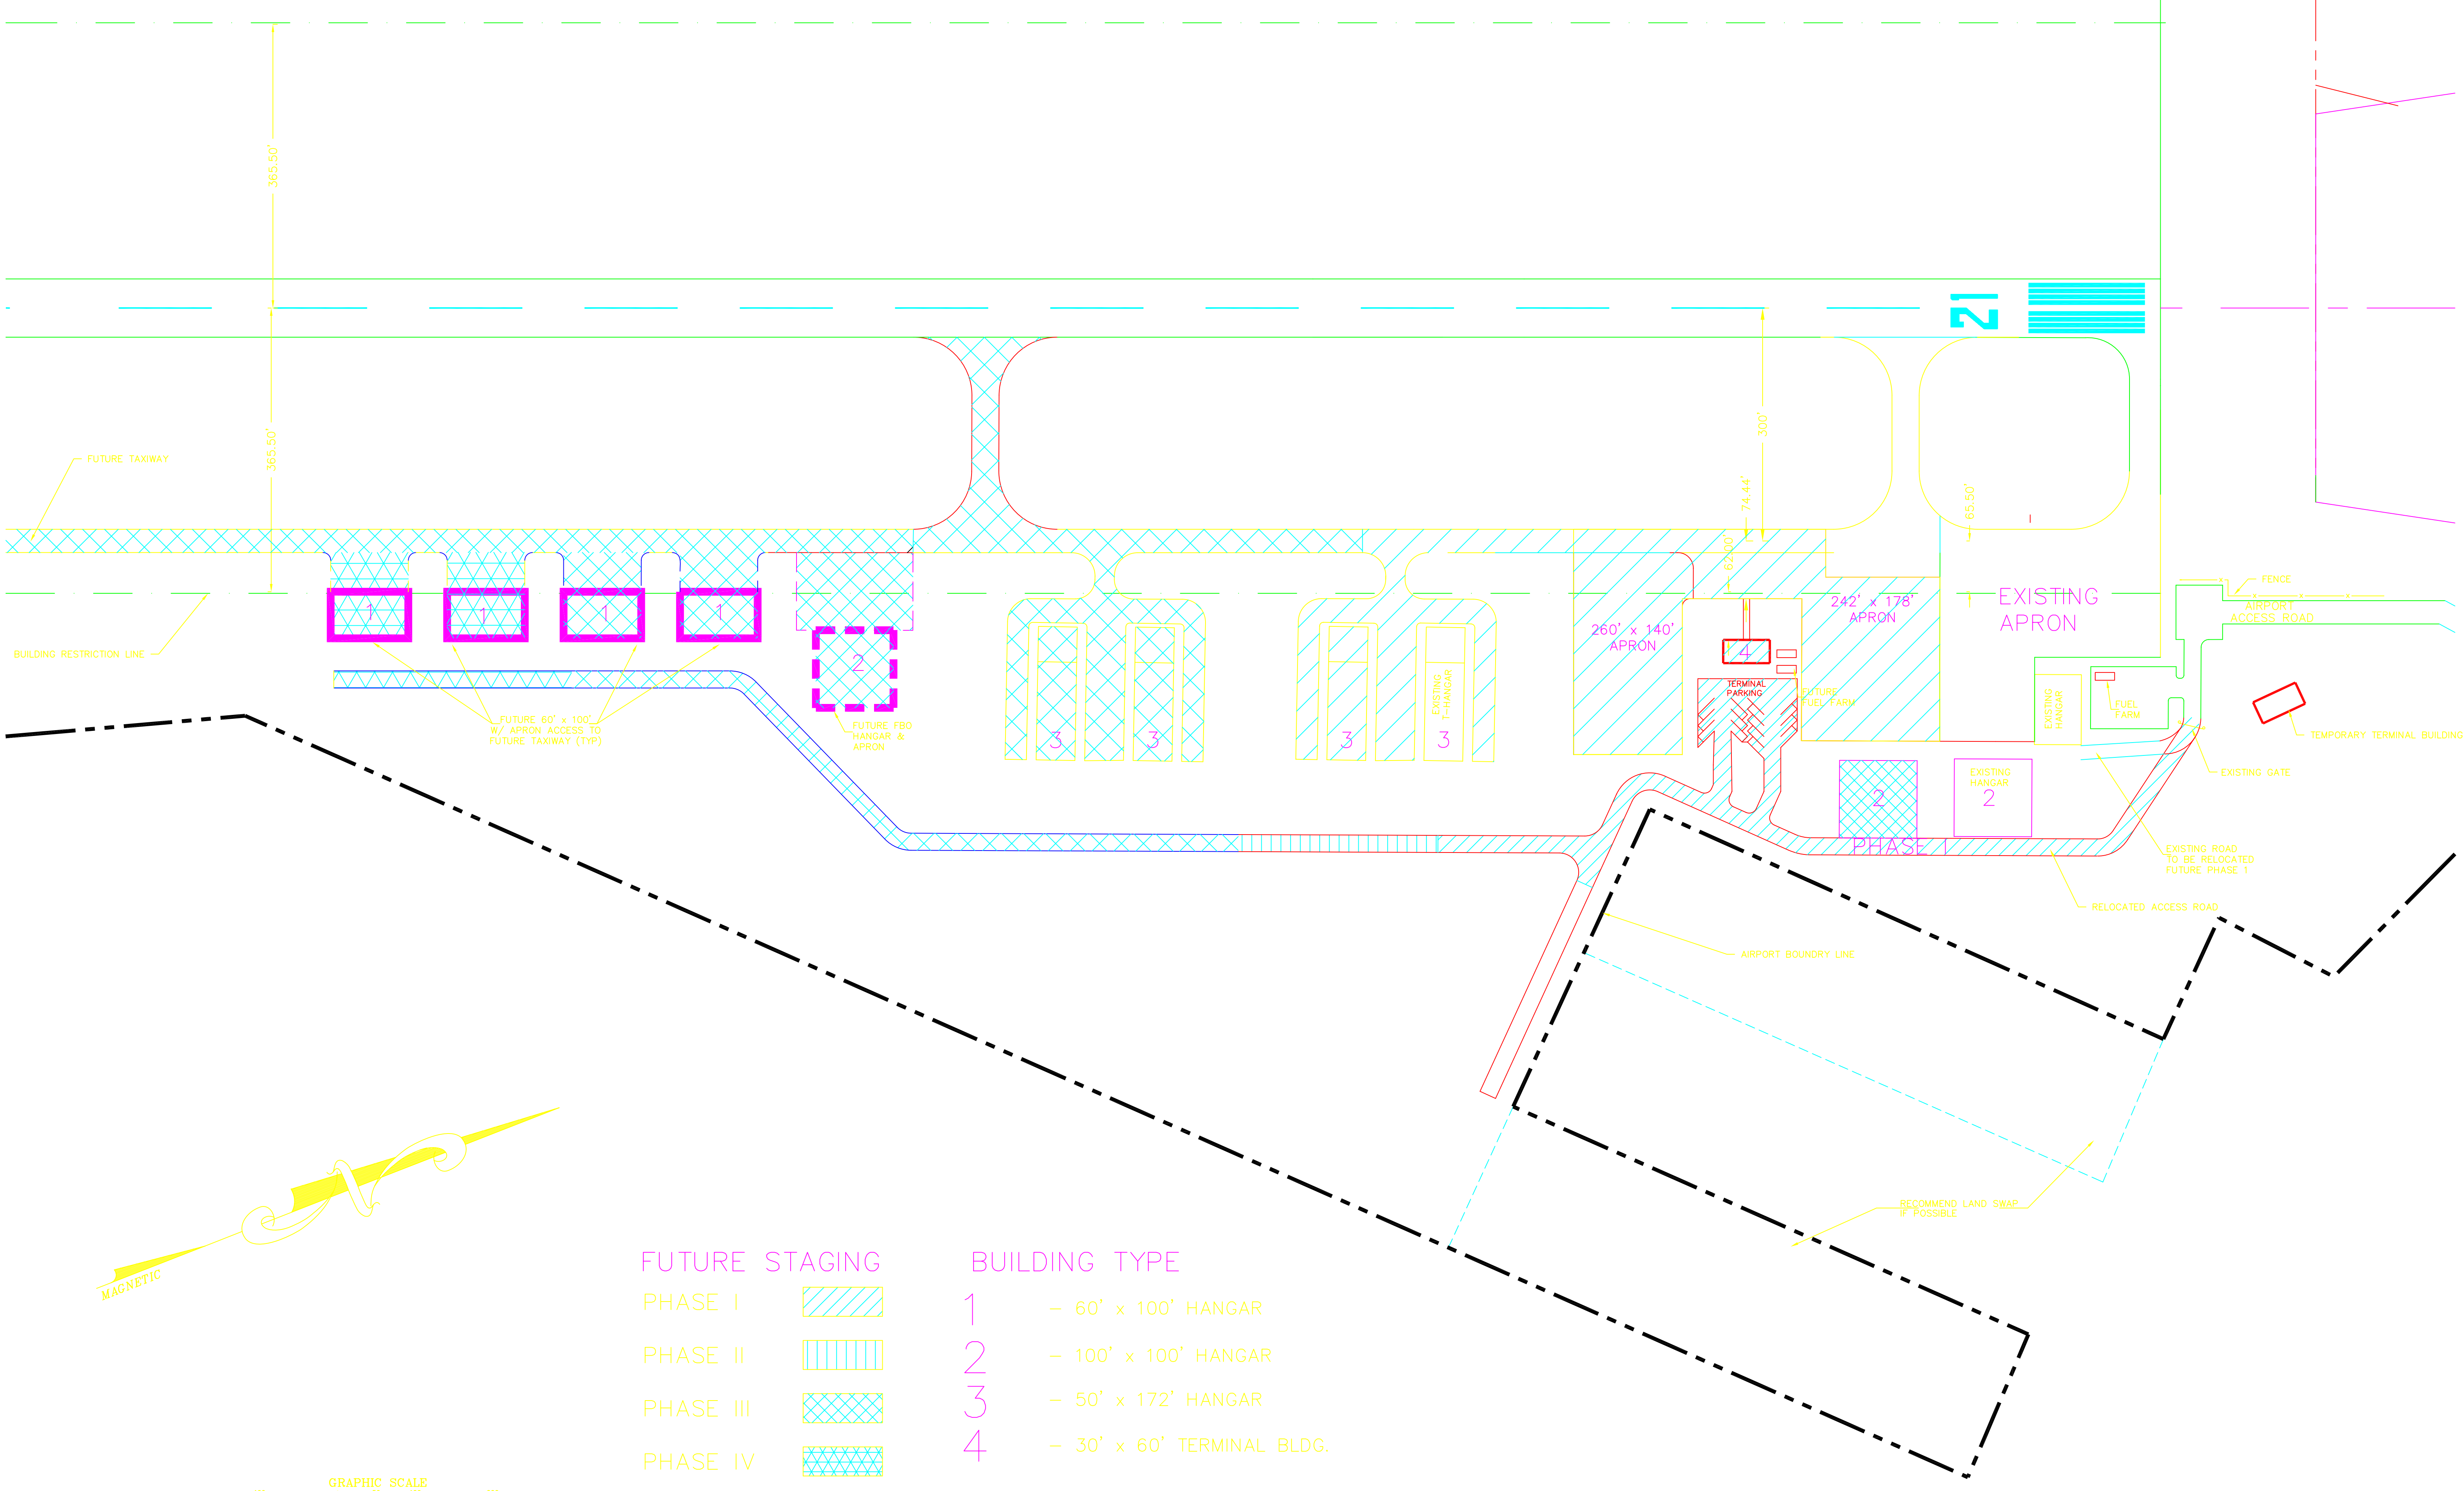 365.50'
21
365.50'
300'
74.44'
65.50'
FUTURE TAXIWAY
BUILDING RESTRICTION LINE
1
1
1
1
2
FUTURE 60' x 100'
W/ APRON ACCESS TO
FUTURE TAXIWAY (TYP)
FUTURE FBO
HANGAR &
APRON
3
3
3
3
EXISTING
T-HANGAR
260' x 140'
APRON
4
TERMINAL
PARKING
FUTURE
FUEL FARM
242' x 178'
APRON
EXISTING
APRON
FENCE
AIRPORT
ACCESS ROAD
EXISTING
HANGAR
FUEL
FARM
TEMPORARY TERMINAL BUILDING
EXISTING GATE
2
EXISTING
HANGAR
2
PHASE I
EXISTING ROAD
TO BE RELOCATED
FUTURE PHASE 1
RELOCATED ACCESS ROAD
AIRPORT BOUNDRY LINE
RECOMMEND LAND SWAP
IF POSSIBLE
N
MAGNETIC
FUTURE STAGING
PHASE I
PHASE II
PHASE III
PHASE IV
BUILDING TYPE
1 - 60' x 100' HANGAR
2 - 100' x 100' HANGAR
3 - 50' x 172' HANGAR
4 - 30' x 60' TERMINAL BLDG.
GRAPHIC SCALE